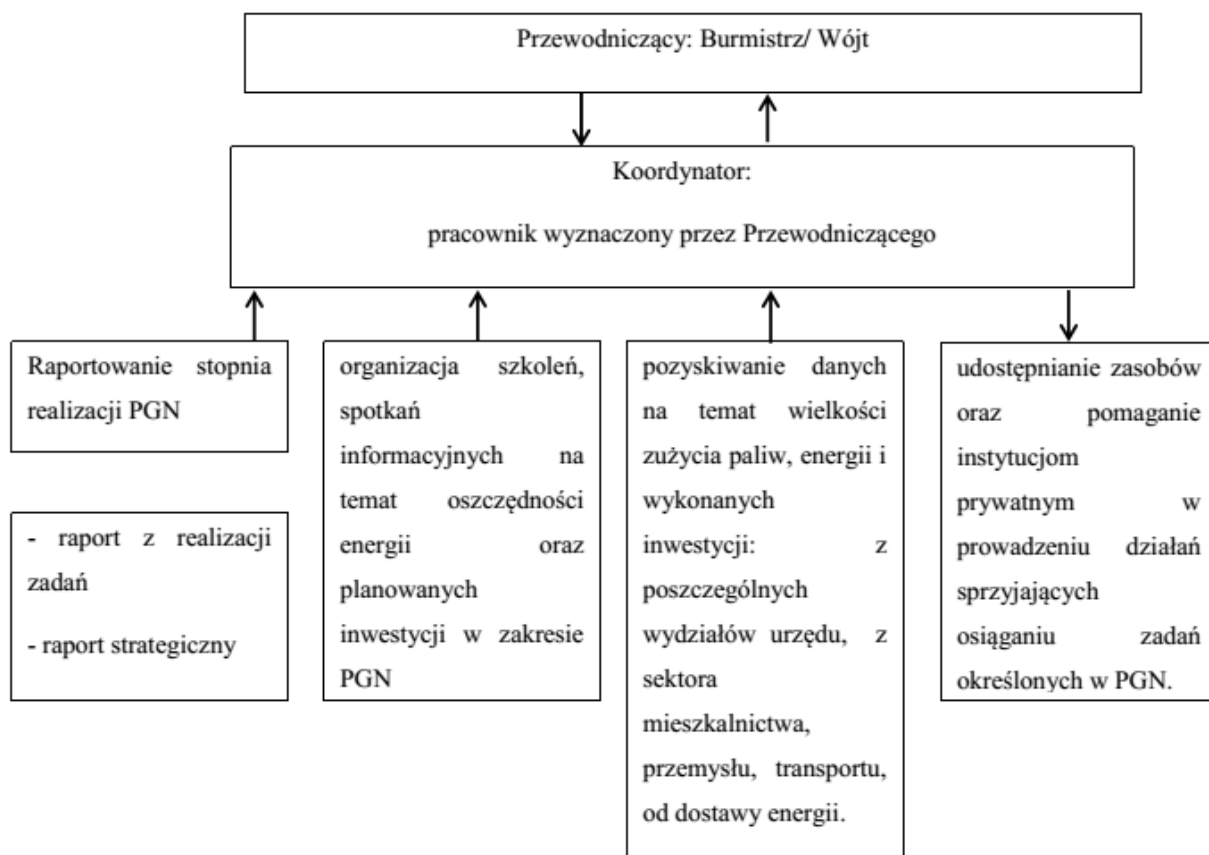 Przewodniczący: Burmistrz/ Wójt
Koordynator:
pracownik wyznaczony przez Przewodniczącego
Raportowanie stopnia
realizacji PGN
- raport z realizacji
zadań
- raport strategiczny
organizacja szkoleń,
spotkań
informacyjnych na
temat oszczędności
energii oraz
planowanych
inwestycji w zakresie
PGN
pozyskiwanie danych
na temat wielkości
zużycia paliw, energii i
wykonanych
inwestycji: z
poszczególnych
wydziałów urzędu, z
sektora
mieszkalnictwa,
przemysłu, transportu,
od dostawy energii.
udostępnianie zasobów
oraz pomaganie
instytucjom
prywatnym w
prowadzeniu działań
sprzyjających
osiąganiu zadań
określonych w PGN.